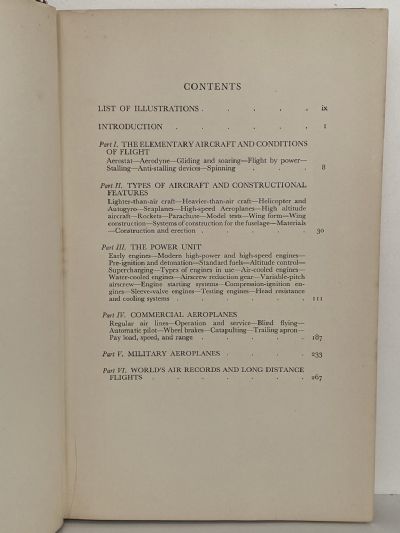 CONTENTS
LIST OF ILLUSTRATIONS . . . . . ix
INTRODUCTION . . . . . . 1
Part I. THE ELEMENTARY AIRCRAFT AND CONDITIONS
OF FLIGHT
Aerostat—Aerodyne—Gliding and soaring—Flight by power—
Stalling—Anti-stalling devices—Spinning . . . 8
Part II. TYPES OF AIRCRAFT AND CONSTRUCTIONAL
FEATURES
Lighter-than-air craft—Heavier-than-air craft—Helicopter and
Autogyro—Seaplanes—High-speed Aeroplanes—High altitude
aircraft—Rockets—Parachute—Model tests—Wing form—Wing
construction—Systems of construction for the fuselage—Materials
—Construction and erection . . . . . 30
Part III. THE POWER UNIT
Early engines—Modern high-power and high-speed engines—
Pre-ignition and detonation—Standard fuels—Altitude control—
Supercharging—Types of engines in use—Air-cooled engines—
Water-cooled engines—Airscrew reduction gear—Variable-pitch
airscrew—Engine starting systems—Compression-ignition en-
gines—Sleeve-valve engines—Testing engines—Head resistance
and cooling systems . . . . . . 111
Part IV. COMMERCIAL AEROPLANES
Regular air lines—Operation and service—Blind flying—
Automatic pilot—Wheel brakes—Catapulting—Trailing apron—
Pay load, speed, and range . . . . . 187
Part V. MILITARY AEROPLANES . . . . 233
Part VI. WORLD'S AIR RECORDS AND LONG DISTANCE
FLIGHTS . . . . . . . 267